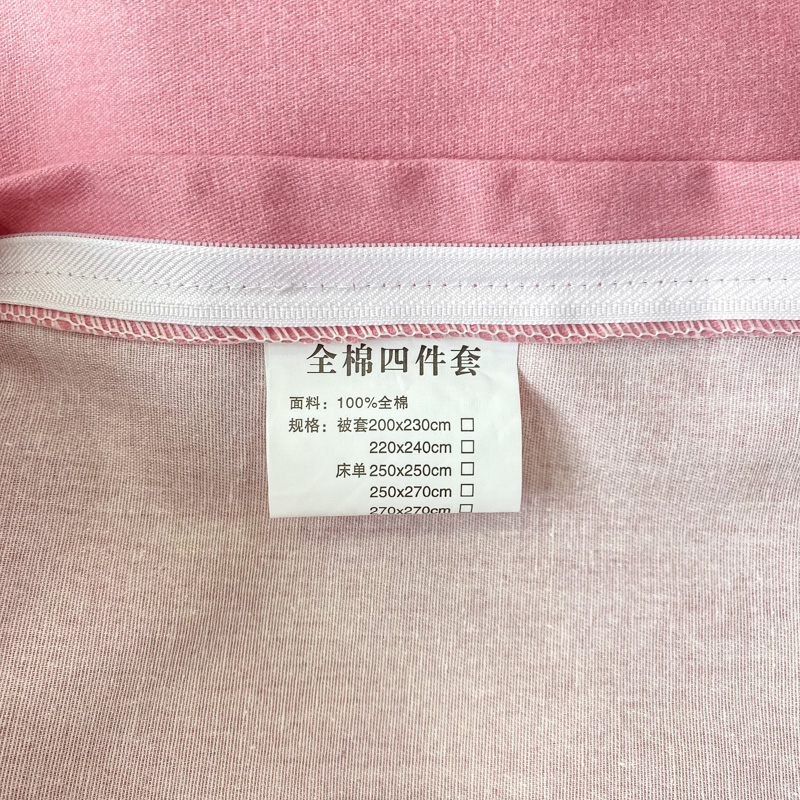 全棉四件套
面料：100%全棉
规格：被套200x230cm □
220x240cm □
床单250x250cm □
250x270cm □
270x270cm □